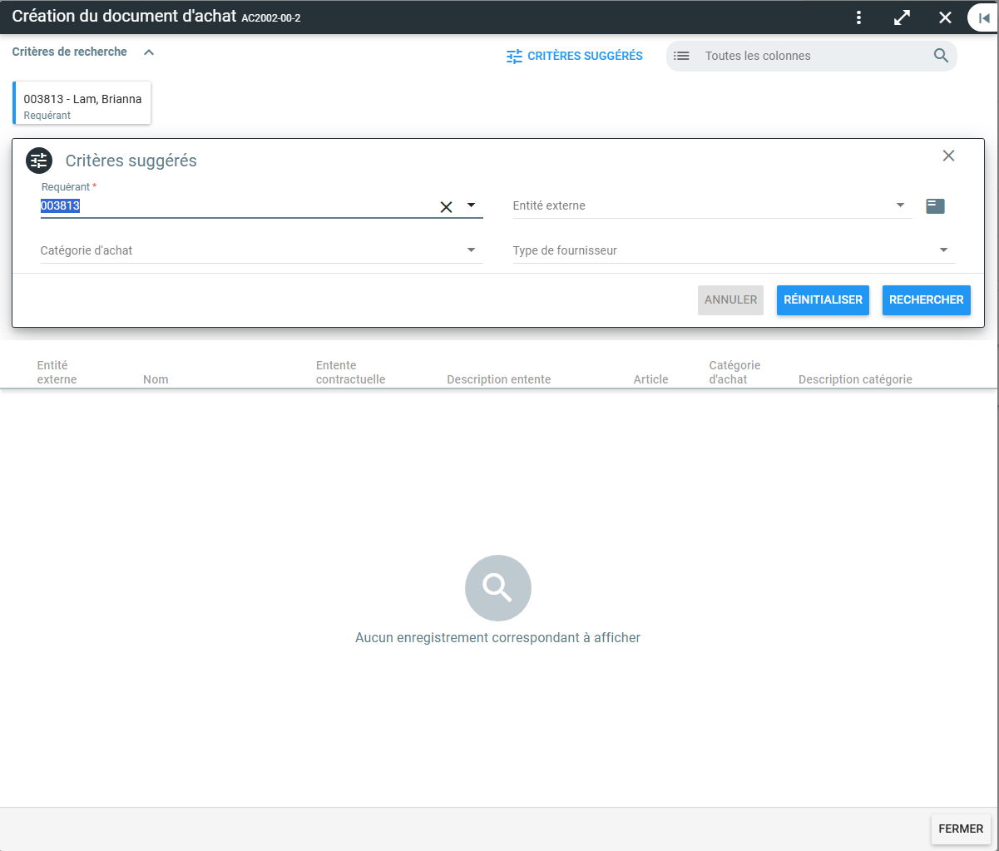 Création du document d'achat AC2002-00-2
Critères de recherche
CRITÈRES SUGGÉRÉS
Toutes les colonnes
003813 - Lam, Brianna
Requérant
Critères suggérés
Requérant *
003813
Entité externe
Catégorie d'achat
Type de fournisseur
ANNULER
RÉINITIALISER
RECHERCHER
Entité externe
Nom
Entente contractuelle
Description entente
Article
Catégorie d'achat
Description catégorie
Aucun enregistrement correspondant à afficher
FERMER